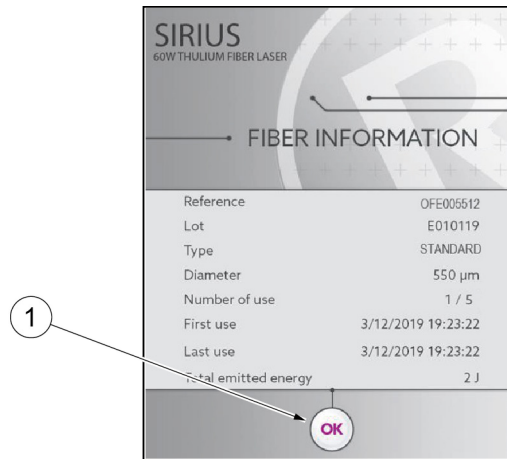 SIRIUS
60W THULIUM FIBER LASER
FIBER INFORMATION
Reference OFE005512
Lot E010119
Type STANDARD
Diameter 550 μm
Number of use 1 / 5
First use 3/12/2019 19:23:22
Last use 3/12/2019 19:23:22
Total emitted energy 2 J
1
OK